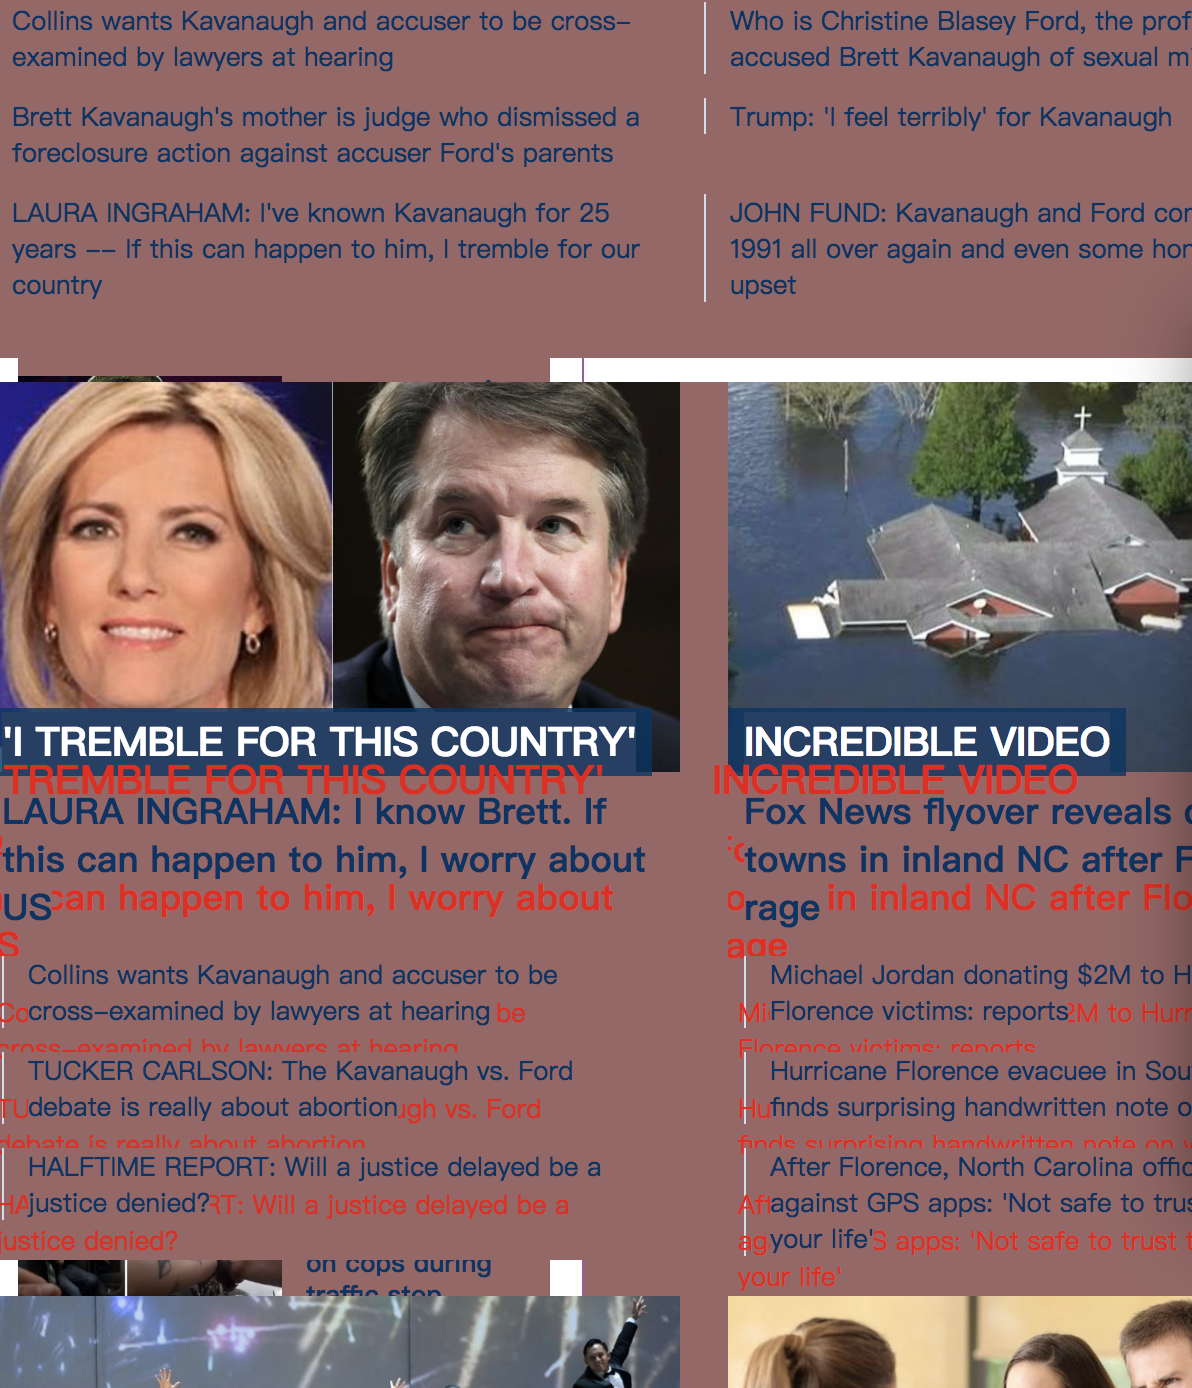 Collins wants Kavanaugh and accuser to be cross-
examined by lawyers at hearing
Brett Kavanaugh's mother is judge who dismissed a
foreclosure action against accuser Ford's parents
LAURA INGRAHAM: I've known Kavanaugh for 25
years -- If this can happen to him, I tremble for our
country
Who is Christine Blasey Ford, the
accused Brett Kavanaugh of sexual
Trump: 'I feel terribly' for Kavanaugh
JOHN FUND: Kavanaugh and Ford
1991 all over again and even some
upset
'I TREMBLE FOR THIS COUNTRY'
TREMBLE FOR THIS COUNTRY'
LAURA INGRAHAM: I know Brett. If
this can happen to him, I worry about
US
can happen to him, I worry about
S
Collins wants Kavanaugh and accuser to be
cross-examined by lawyers at hearing
be
cross-examined by lawyers at hearing
TUCKER CARLSON: The Kavanaugh vs. Ford
debate is really about abortion
ugh vs. Ford
debate is really about abortion
HALFTIME REPORT: Will a justice delayed be a
justice denied?
RT: Will a justice delayed be a
justice denied?
on cops during
traffic stop
INCREDIBLE VIDEO
INCREDIBLE VIDEO
Fox News flyover reveals
towns in inland NC after
rage
in inland NC after
age
Michael Jordan donating $2M to
Florence victims: reports
2M to
Florence victims: reports
Hurricane Florence evacuee in
finds surprising handwritten note
finds surprising handwritten note on
After Florence, North Carolina
against GPS apps: 'Not safe to
your life'
S apps: 'Not safe to trust
your life'